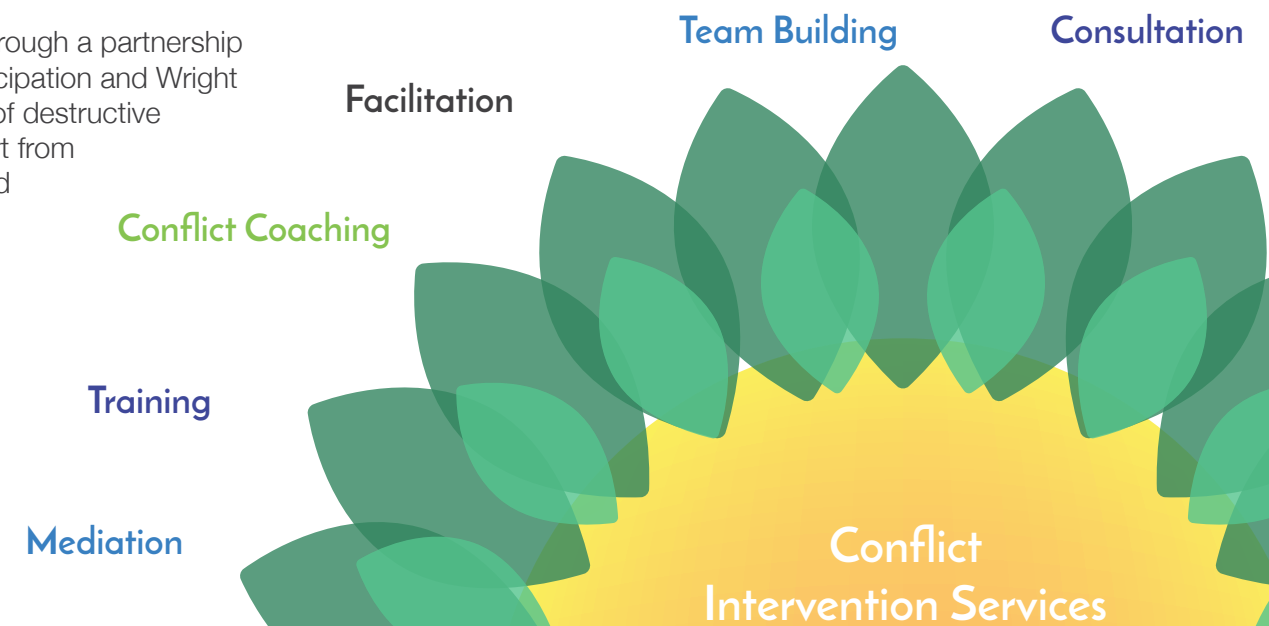 rough a partnership
cipation and Wright
of destructive
t from
d
Team Building
Consultation
Facilitation
Conflict Coaching
Training
Mediation
Conflict
Intervention Services